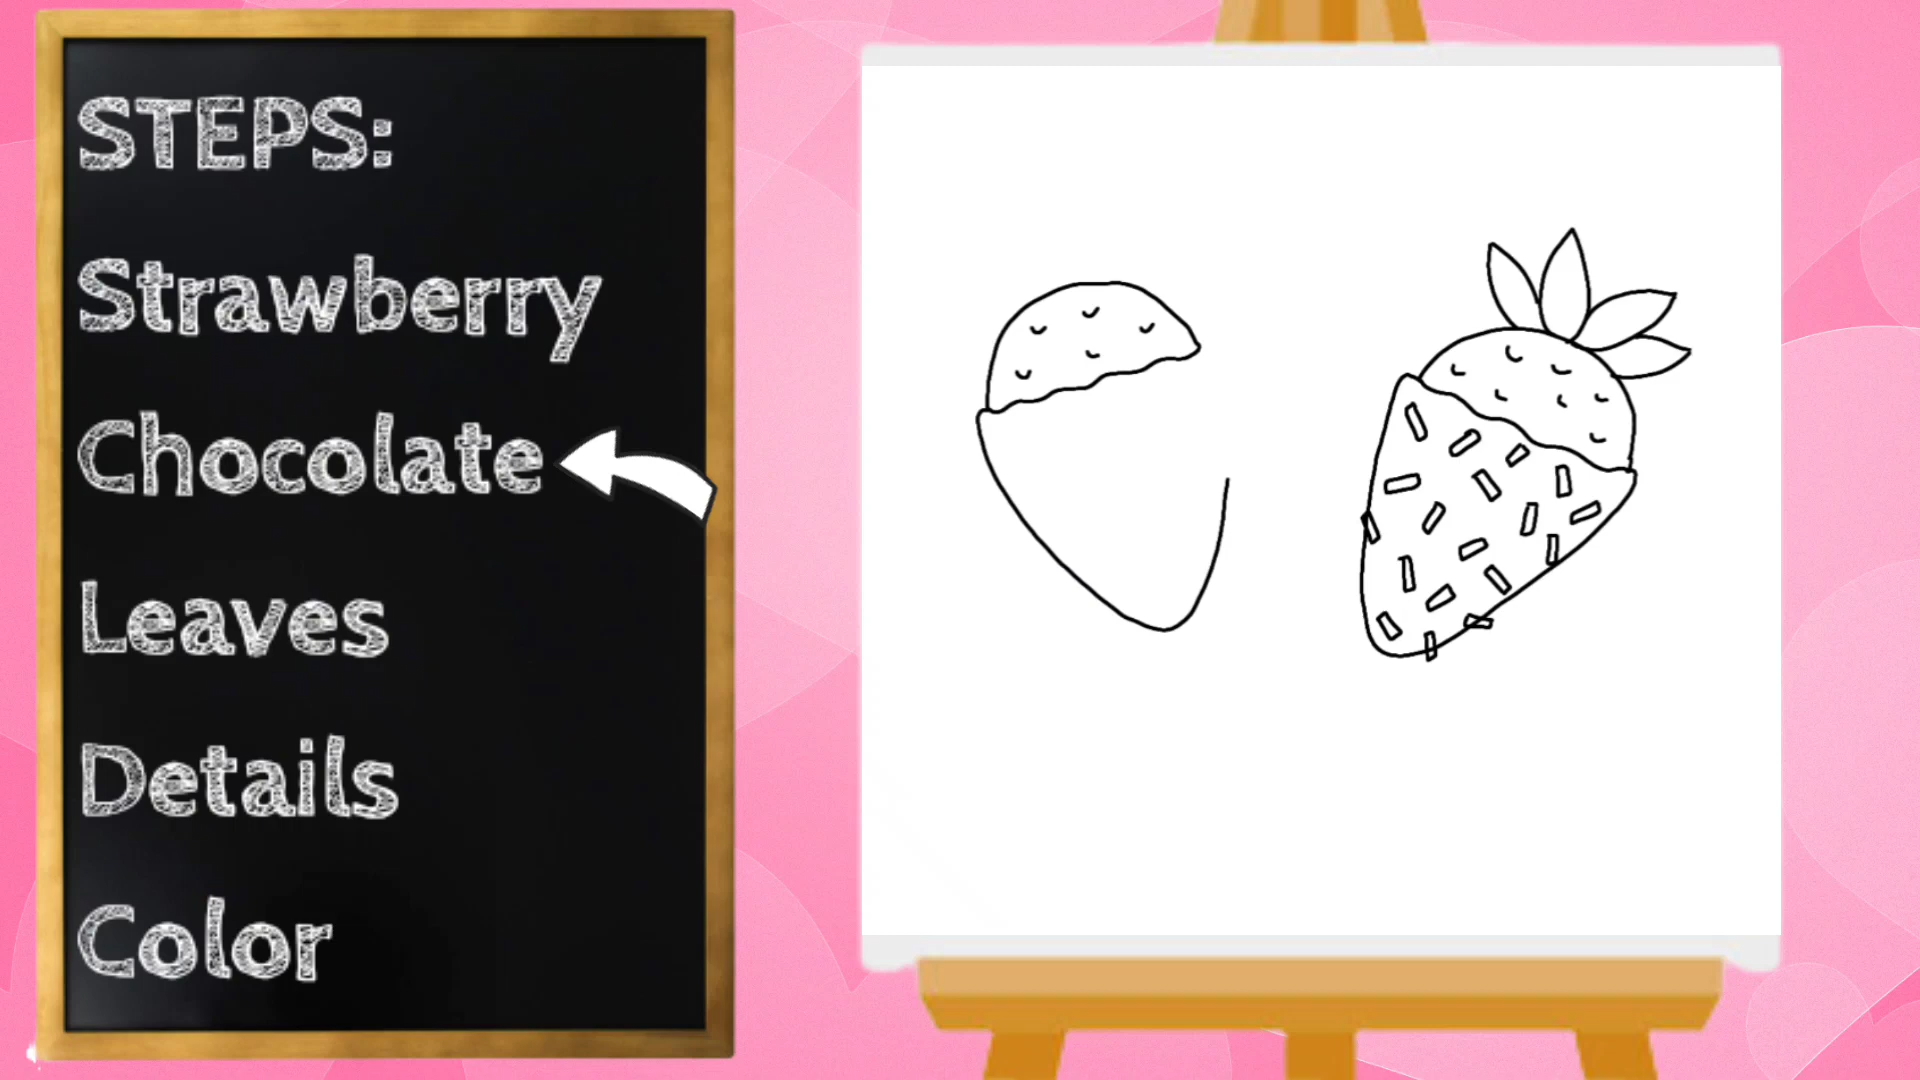 STEPS:
Strawberry
Chocolate
Leaves
Details
Color